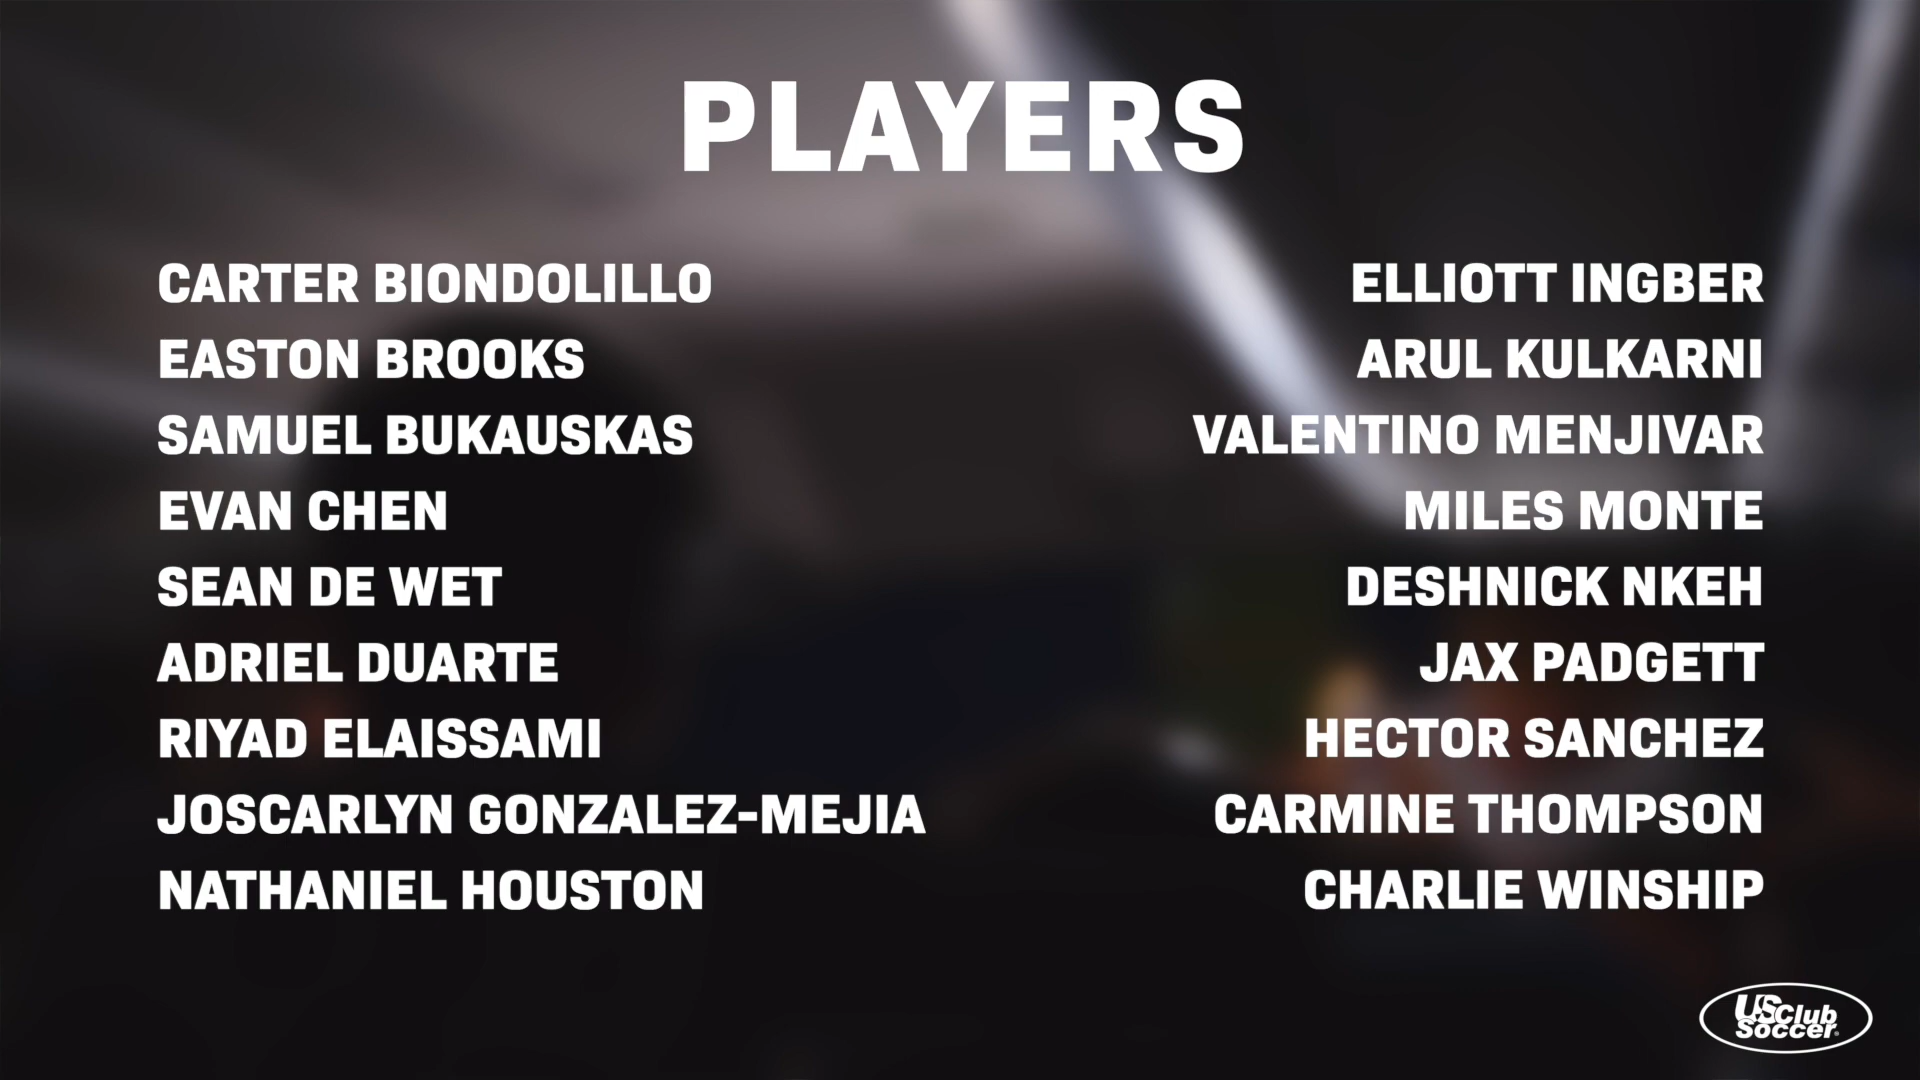 PLAYERS
CARTER BIONDOLILLO
EASTON BROOKS
SAMUEL BUKAUSKAS
EVAN CHEN
SEAN DE WET
ADRIEL DUARTE
RIYAD ELAISSAMI
JOSCARLYN GONZALEZ-MEJIA
NATHANIEL HOUSTON
ELLIOTT INGBER
ARUL KULKARNI
VALENTINO MENJIVAR
MILES MONTE
DESHNICK NKEH
JAX PADGETT
HECTOR SANCHEZ
CARMINE THOMPSON
CHARLIE WINSHIP
US Club
Soccer®